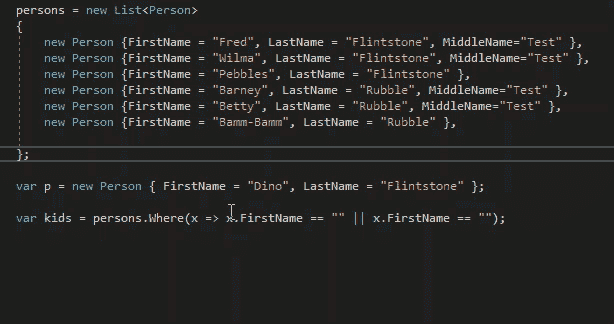 persons = new List<Person>
{
new Person {FirstName = "Fred", LastName = "Flintstone", MiddleName="Test" },
new Person {FirstName = "Wilma", LastName = "Flintstone", MiddleName="Test" },
new Person {FirstName = "Pebbles", LastName = "Flintstone" },
new Person {FirstName = "Barney", LastName = "Rubble", MiddleName="Test" },
new Person {FirstName = "Betty", LastName = "Rubble", MiddleName="Test" },
new Person {FirstName = "Bamm-Bamm", LastName = "Rubble" },
};
var p = new Person { FirstName = "Dino", LastName = "Flintstone" };
var kids = persons.Where(x => x.FirstName == "" || x.FirstName == "");